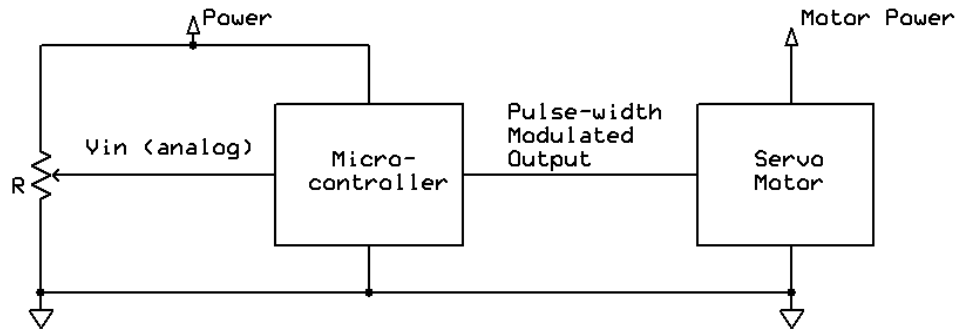 Power
Motor Power
Vin (analog)
Pulse-width
Modulated
Output
Micro-
controller
Servo
Motor
R